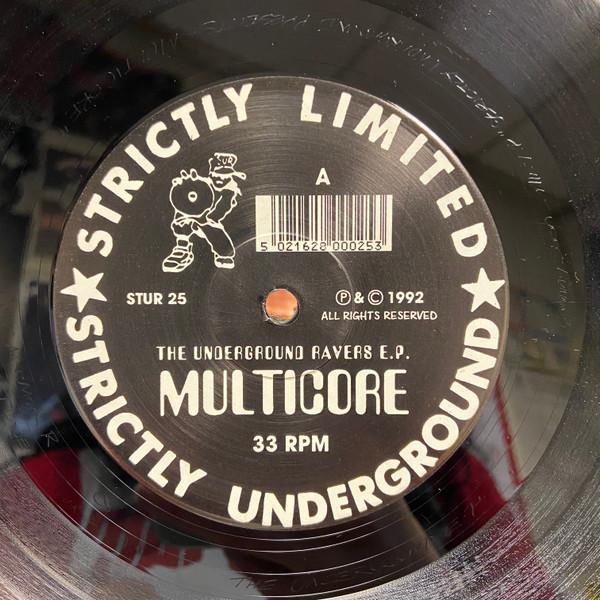 STRICTLY LIMITED
STRICTLY UNDERGROUND
SUR
A
5 021628 000253
STUR 25
℗ & © 1992
ALL RIGHTS RESERVED
THE UNDERGROUND RAVERS E.P.
MULTICORE
33 RPM